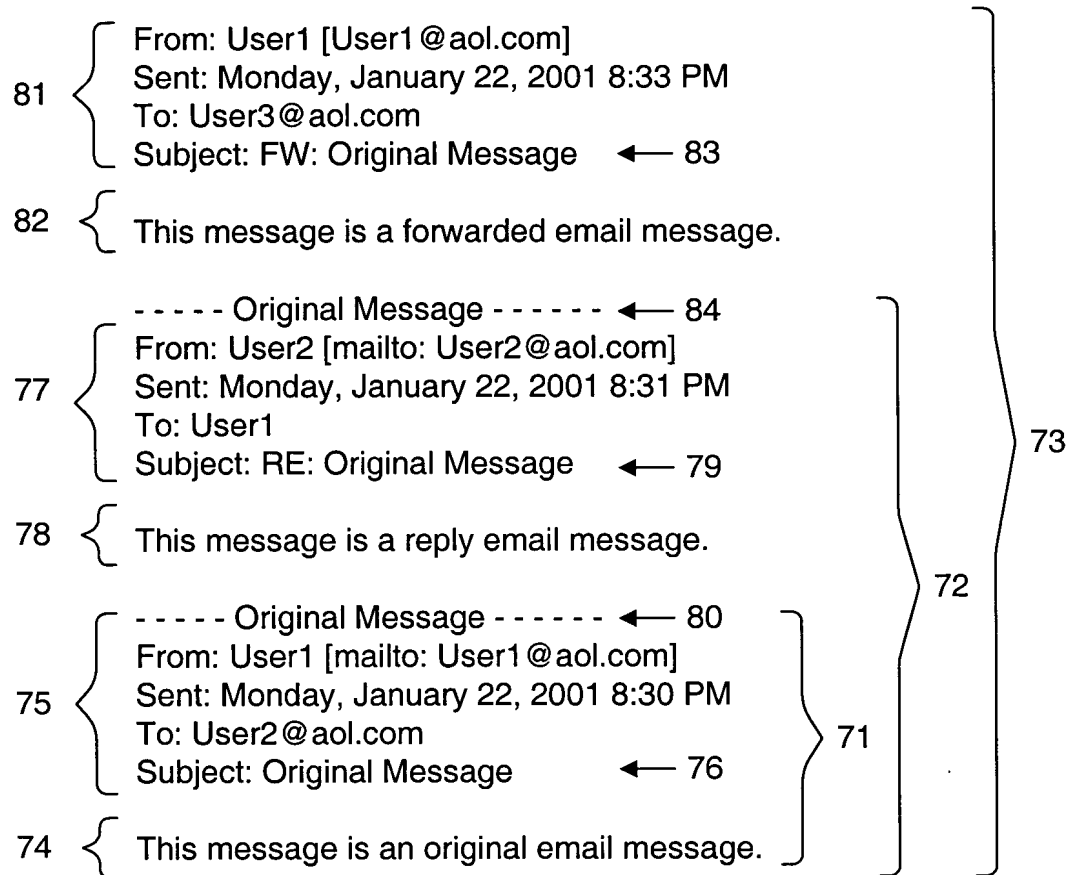 From: User1 [User1@aol.com]
81 Sent: Monday, January 22, 2001 8:33 PM
To: User3@aol.com
Subject: FW: Original Message 83
82 This message is a forwarded email message.
- - - - - Original Message - - - - - - 84
From: User2 [mailto: User2@aol.com]
77 Sent: Monday, January 22, 2001 8:31 PM
To: User1
73
Subject: RE: Original Message 79
78 This message is a reply email message.
72
- - - - - Original Message - - - - - - 80
From: User1 [mailto: User1@aol.com]
75 Sent: Monday, January 22, 2001 8:30 PM
To: User2@aol.com 71
Subject: Original Message 76
74 This message is an original email message.